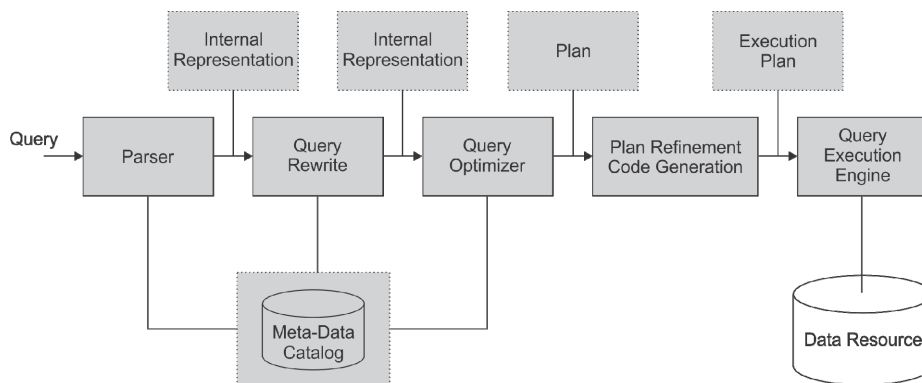 Internal
Representation
Internal
Representation
Plan
Execution
Plan
Query
Parser
Query
Rewrite
Query
Optimizer
Plan Refinement
Code Generation
Query
Execution
Engine
Meta-Data
Catalog
Data Resource